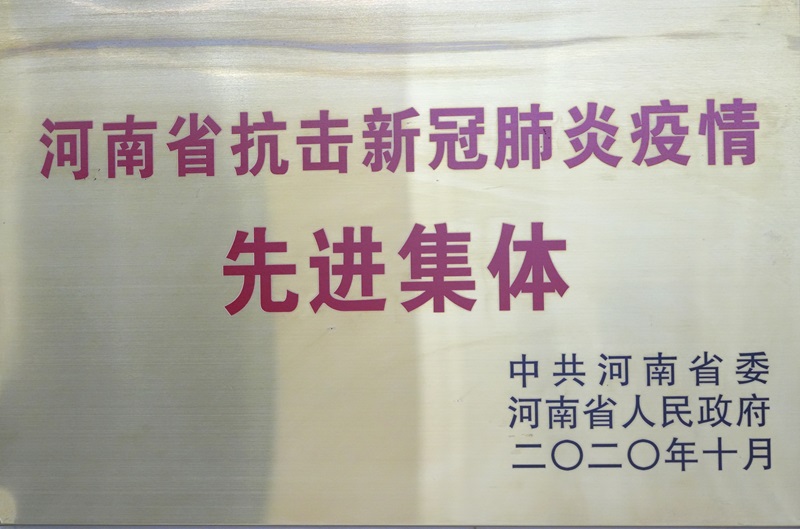 河南省抗击新冠肺炎疫情
先进集体
中共河南省委
河南省人民政府
二〇二〇年十月